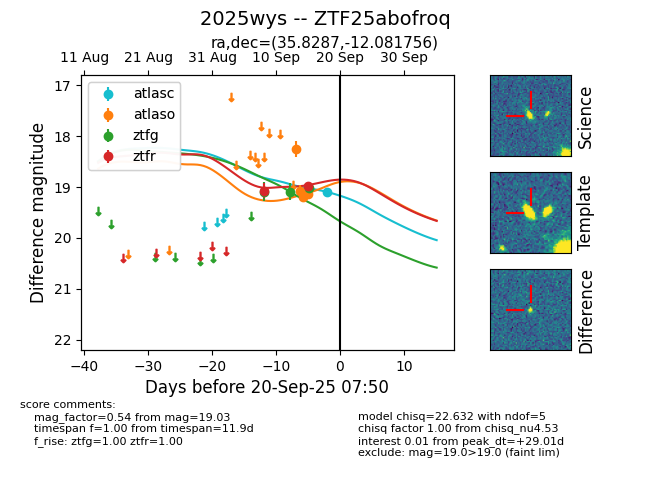 2025wys -- ZTF25abofroq
ra,dec=(35.8287,-12.081756)
11 Aug 21 Aug 31 Aug 10 Sep 20 Sep 30 Sep
atlasc
atlaso
ztfg
ztfr
17
18
19
20
21
22
Difference magnitude
−40 −30 −20 −10 0 10
Days before 20-Sep-25 07:50
Science
Template
Difference
score comments:
mag_factor=0.54 from mag=19.03
timespan f=1.00 from timespan=11.9d
f_rise: ztfg=1.00 ztfr=1.00
model chisq=22.632 with ndof=5
chisq factor 1.00 from chisq_nu4.53
interest 0.01 from peak_dt=+29.01d
exclude: mag=19.0>19.0 (faint lim)